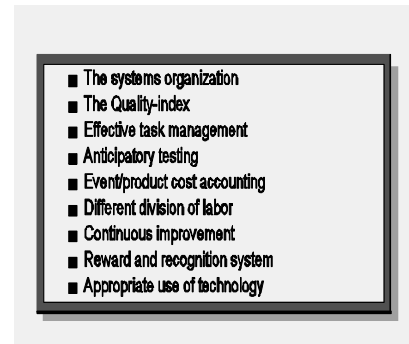 ■ The systems organization
■ The Quality-index
■ Effective task management
■ Anticipatory testing
■ Event/product cost accounting
■ Different division of labor
■ Continuous improvement
■ Reward and recognition system
■ Appropriate use of technology